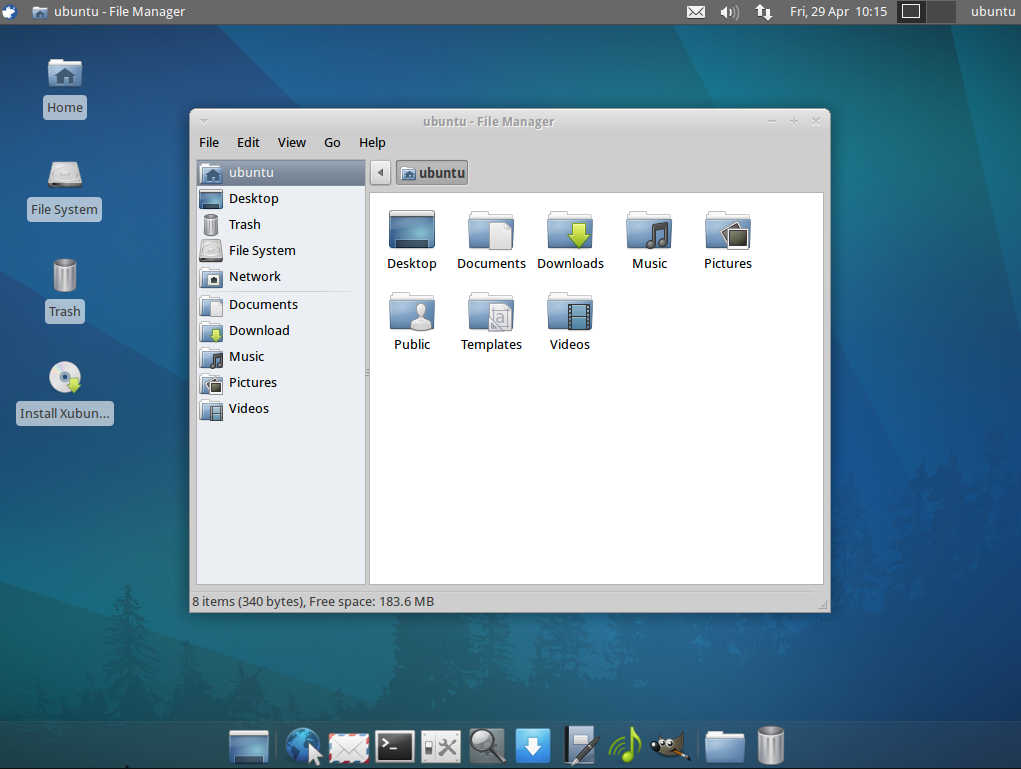 ubuntu - File Manager
Fri, 29 Apr 10:15
ubuntu
Home
File System
Trash
Install Xubun...
ubuntu - File Manager
File Edit View Go Help
ubuntu
Desktop
Trash
File System
Network
Documents
Download
Music
Pictures
Videos
ubuntu
Desktop Documents Downloads Music Pictures
Public Templates Videos
8 items (340 bytes), Free space: 183.6 MB